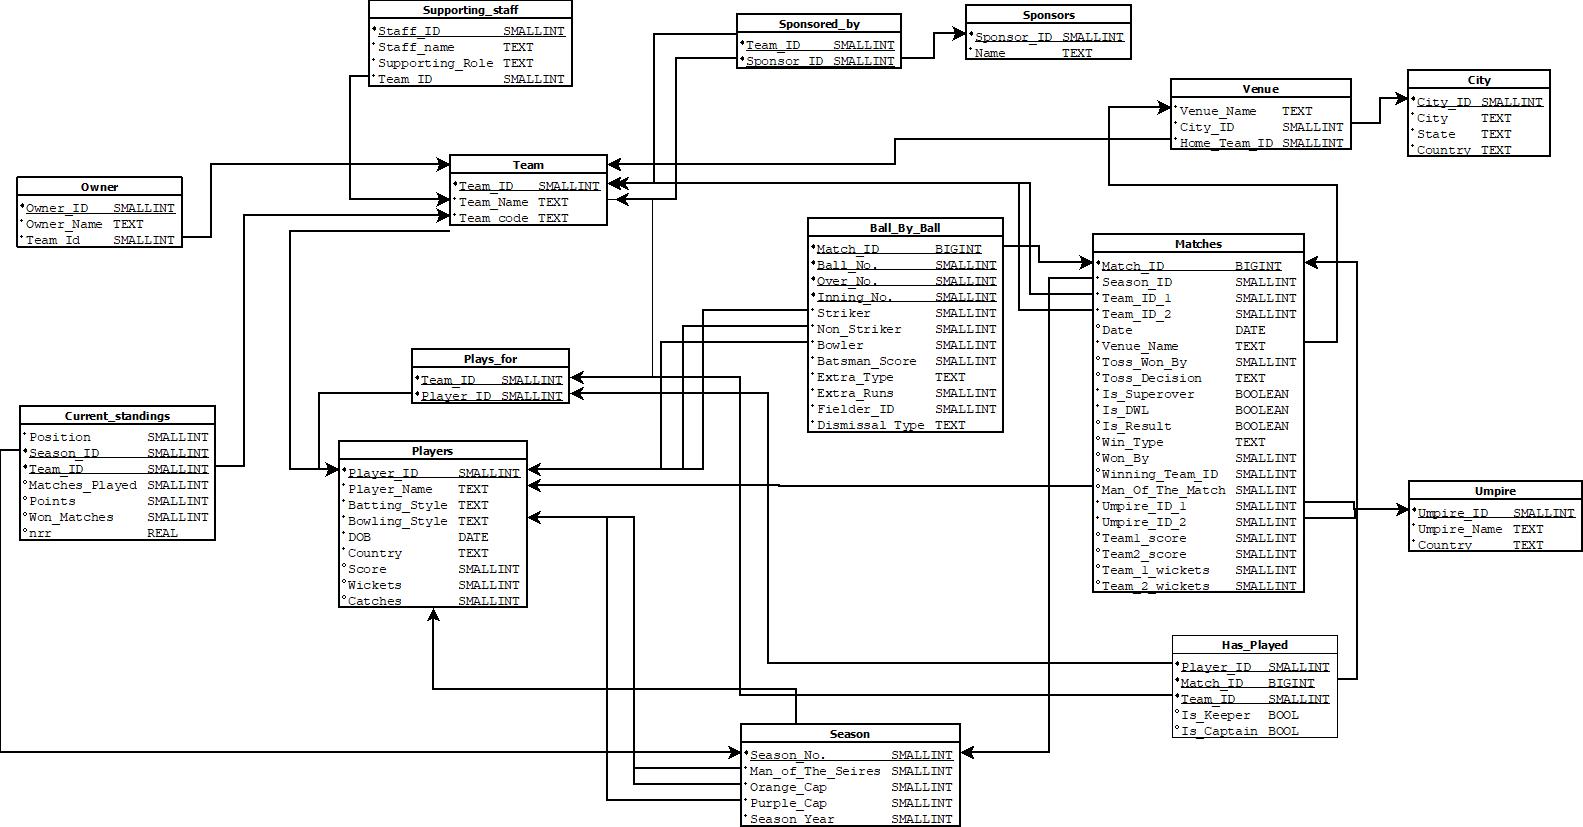 Supporting_staff
Staff_ID SMALLINT
Staff_name TEXT
Supporting_Role TEXT
Team_ID SMALLINT
Sponsored_by
Team_ID SMALLINT
Sponsor_ID SMALLINT
Sponsors
Sponsor_ID SMALLINT
Name TEXT
Venue
Venue_Name TEXT
City_ID SMALLINT
Home_Team_ID SMALLINT
City
City_ID SMALLINT
City TEXT
State TEXT
Country TEXT
Team
Team_ID SMALLINT
Team_Name TEXT
Team_code TEXT
Owner
Owner_ID SMALLINT
Owner_Name TEXT
Team_Id SMALLINT
Ball_By_Ball
Match_ID BIGINT
Ball_No. SMALLINT
Over_No. SMALLINT
Inning_No. SMALLINT
Striker SMALLINT
Non_Striker SMALLINT
Bowler SMALLINT
Batsman_Score SMALLINT
Extra_Type TEXT
Extra_Runs SMALLINT
Fielder_ID SMALLINT
Dismissal_Type TEXT
Matches
Match_ID BIGINT
Season_ID SMALLINT
Team_ID_1 SMALLINT
Team_ID_2 SMALLINT
Date DATE
Venue_Name TEXT
Toss_Won_By SMALLINT
Toss_Decision TEXT
Is_Superover BOOLEAN
Is_DWL BOOLEAN
Is_Result BOOLEAN
Win_Type TEXT
Won_By SMALLINT
Winning_Team_ID SMALLINT
Man_Of_The_Match SMALLINT
Umpire_ID_1 SMALLINT
Umpire_ID_2 SMALLINT
Team1_score SMALLINT
Team2_score SMALLINT
Team_1_wickets SMALLINT
Team_2_wickets SMALLINT
Plays_for
Team_ID SMALLINT
Player_ID SMALLINT
Current_standings
Position SMALLINT
Season_ID SMALLINT
Team_ID SMALLINT
Matches_Played SMALLINT
Points SMALLINT
Won_Matches SMALLINT
nrr REAL
Players
Player_ID SMALLINT
Player_Name TEXT
Batting_Style TEXT
Bowling_Style TEXT
DOB DATE
Country TEXT
Score SMALLINT
Wickets SMALLINT
Catches SMALLINT
Umpire
Umpire_ID SMALLINT
Umpire_Name TEXT
Country TEXT
Has_Played
Player_ID SMALLINT
Match_ID BIGINT
Team_ID SMALLINT
Is_Keeper BOOL
Is_Captain BOOL
Season
Season_No. SMALLINT
Man_of_The_Seires SMALLINT
Orange_Cap SMALLINT
Purple_Cap SMALLINT
Season_Year SMALLINT